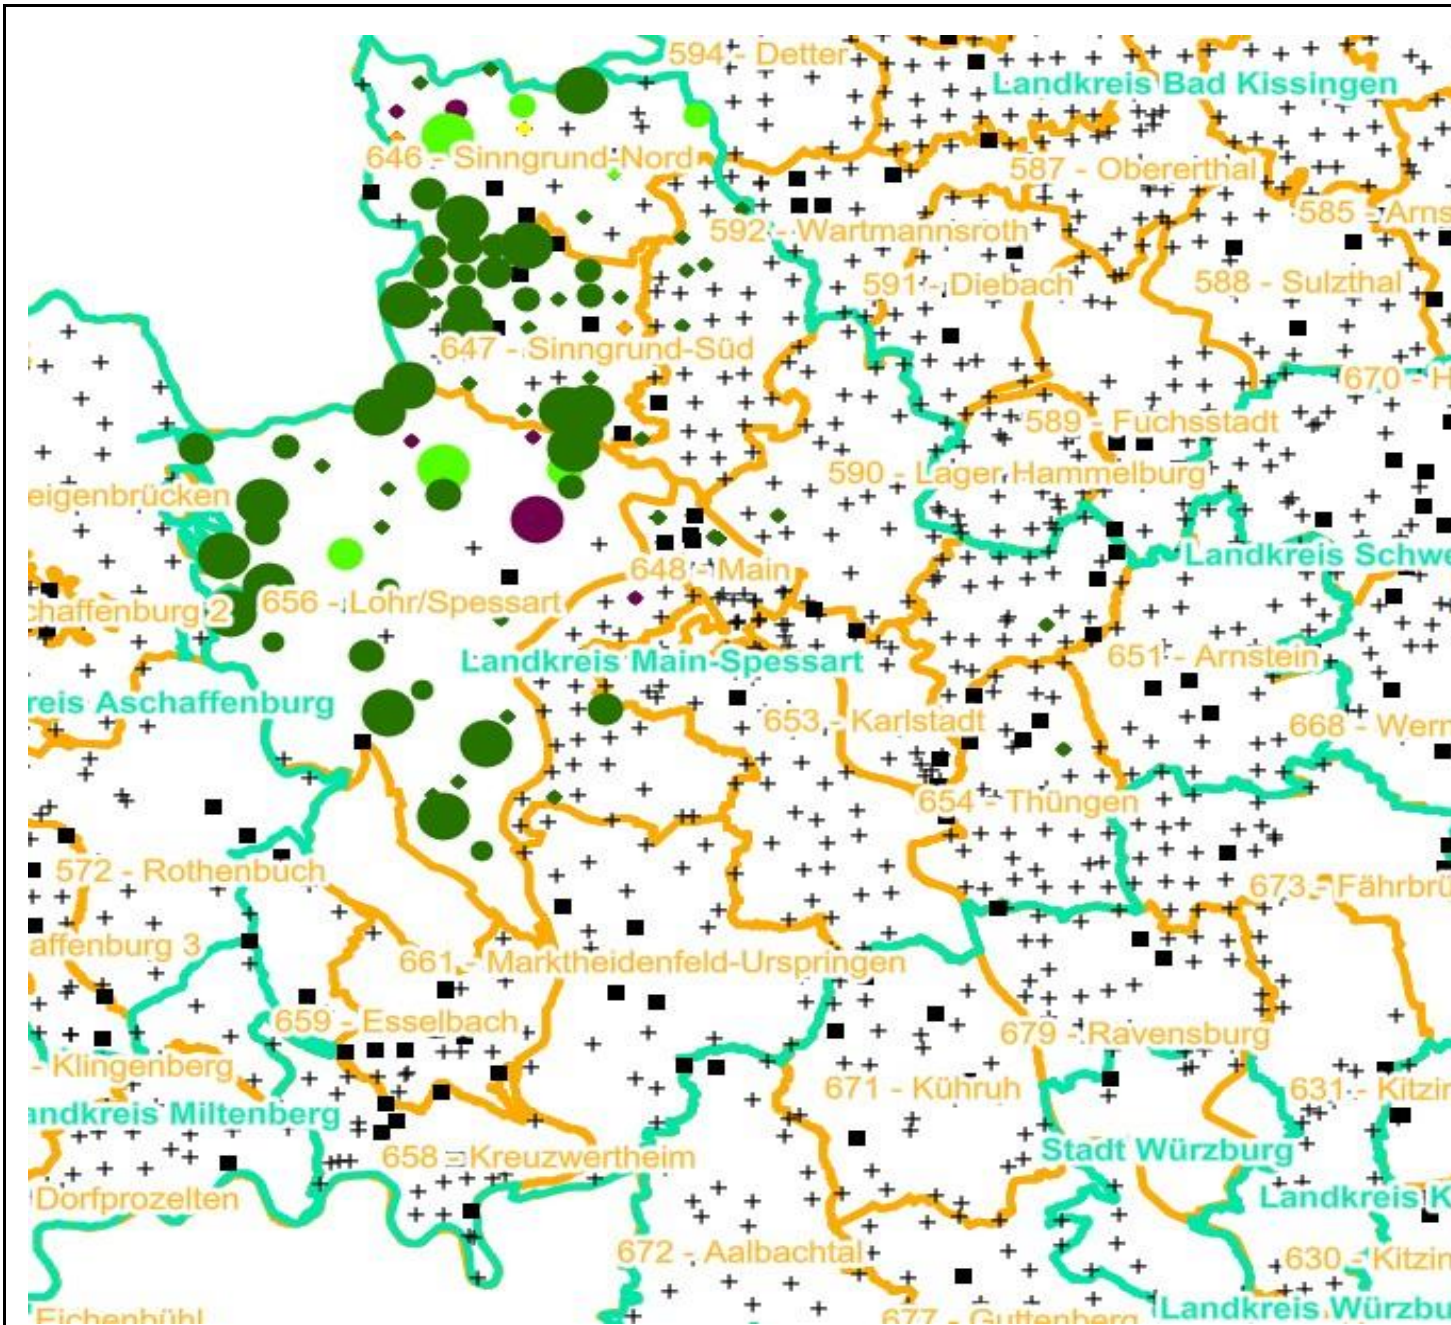 594 - Detter
Landkreis Bad Kissingen
646 - Sinngrund-Nord
587 - Obererthal
585 - Arns
592 - Wartmannsroth
591 - Diebach
588 - Sulzthal
647 - Sinngrund-Süd
670 - H
589 - Fuchsstadt
590 - Lager Hammelburg
eigenbrücken
Landkreis Schwe
648 - Main
chaffenburg 2
656 - Lohr/Spessart
651 - Arnstein
Landkreis Main-Spessart
reis Aschaffenburg
653 - Karlstadt
668 - Wern
654 - Thüngen
572 - Rothenbuch
673 - Fährbrü
affenburg 3
661 - Marktheidenfeld-Urspringen
659 - Esselbach
679 - Ravensburg
- Klingenberg
671 - Kühruh
631 - Kitzin
andkreis Miltenberg
Stadt Würzburg
658 - Kreuzwertheim
Dorfprozelten
Landkreis K
672 - Aalbachtal
630 - Kitzin
Landkreis Würzbu
Eichenbühl
677 - Guttenberg